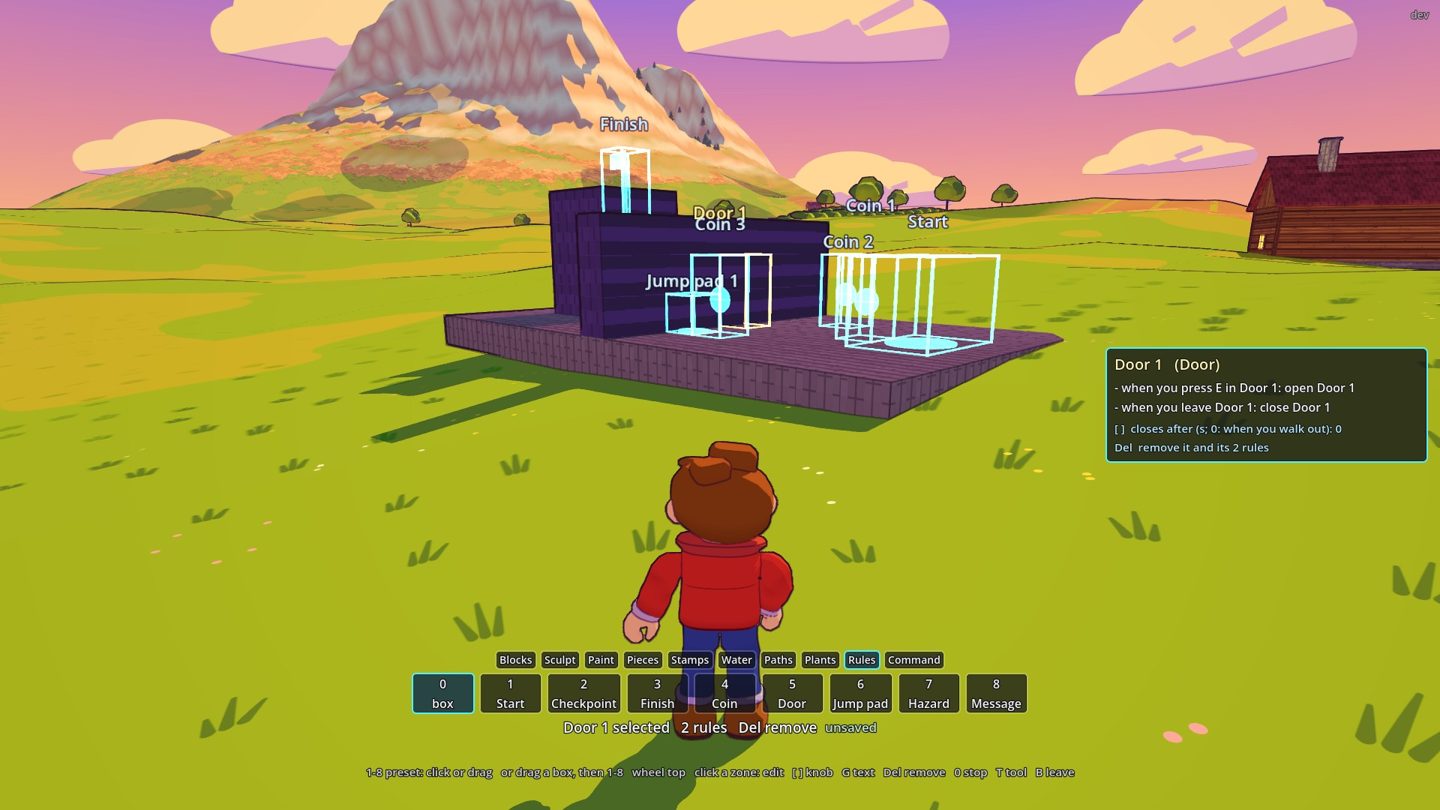 dev
Finish
Coin 1
Door 1
Start
Coin 3
Coin 2
Jump pad 1
Door 1 (Door)
- when you press E in Door 1: open Door 1
- when you leave Door 1: close Door 1
[ ] closes after (s; 0: when you walk out): 0
Del remove it and its 2 rules
Blocks Sculpt Paint Pieces Stamps Water Paths Plants Rules Command
0 1 2 3 4 5 6 7 8
box Start Checkpoint Finish Coin Door Jump pad Hazard Message
Door 1 selected 2 rules Del remove unsaved
1-8 preset: click or drag or drag a box, then 1-8 wheel top click a zone: edit [ ] knob G text Del remove 0 stop T tool B leave